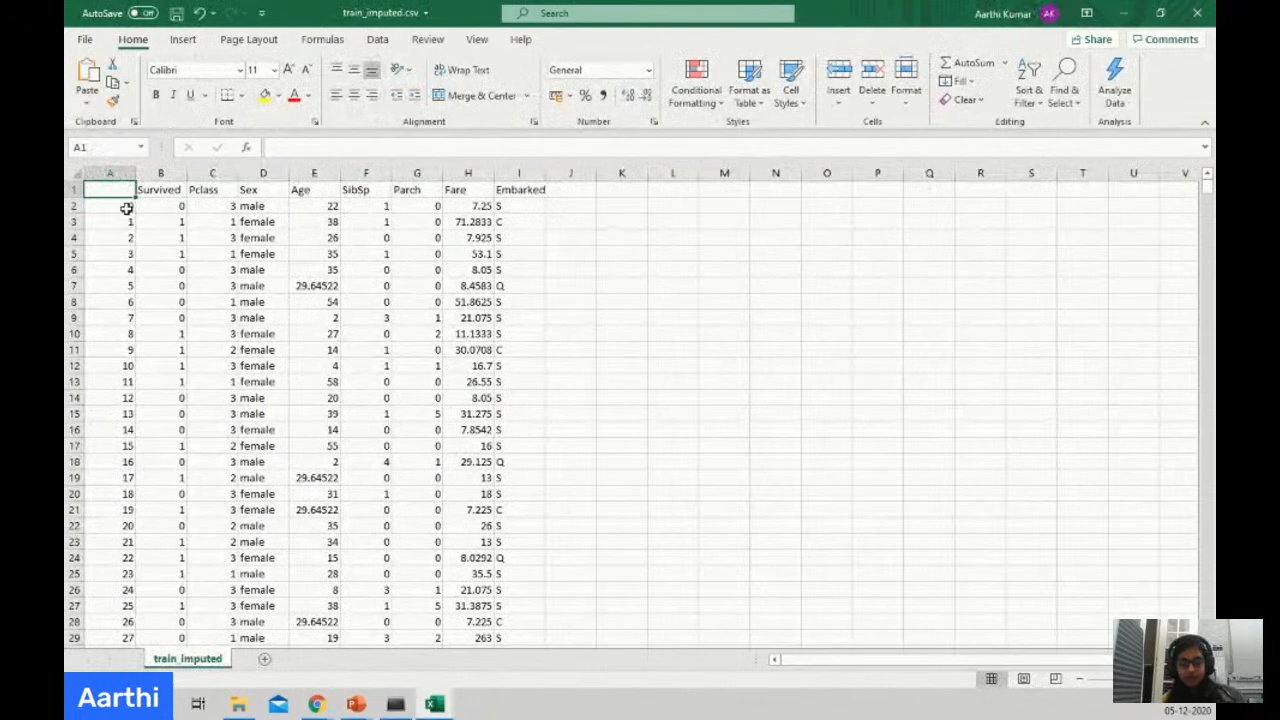 AutoSave Off train_imputed.csv Search Aarthi Kumar AK
File Home Insert Page Layout Formulas Data Review View Help Share Comments
Calibri 11 Wrap Text General AutoSum
Paste Conditional Format as Cell Insert Delete Format Fill Sort & Find & Analyze
B I U A Merge & Center % Formatting Table Styles Clear Filter Select Data
Clipboard Font Alignment Number Styles Cells Editing Analysis
A1 fx
A B C D E F G H I J K L M N O P Q R S T U V
1 Survived Pclass Sex Age SibSp Parch Fare Embarked
2 0 3 male 22 1 0 7.25 S
3 1 1 1 female 38 1 0 71.2833 C
4 2 1 3 female 26 0 0 7.925 S
5 3 1 1 female 35 1 0 53.1 S
6 4 0 3 male 35 0 0 8.05 S
7 5 0 3 male 29.64522 0 0 8.4583 Q
8 6 0 1 male 54 0 0 51.8625 S
9 7 0 3 male 2 3 1 21.075 S
10 8 1 3 female 27 0 2 11.1333 S
11 9 1 2 female 14 1 0 30.0708 C
12 10 1 3 female 4 1 1 16.7 S
13 11 1 1 female 58 0 0 26.55 S
14 12 0 3 male 20 0 0 8.05 S
15 13 0 3 male 39 1 5 31.275 S
16 14 0 3 female 14 0 0 7.8542 S
17 15 1 2 female 55 0 0 16 S
18 16 0 3 male 2 4 1 29.125 Q
19 17 1 2 male 29.64522 0 0 13 S
20 18 0 3 female 31 1 0 18 S
21 19 1 3 female 29.64522 0 0 7.225 C
22 20 0 2 male 35 0 0 26 S
23 21 1 2 male 34 0 0 13 S
24 22 1 3 female 15 0 0 8.0292 Q
25 23 1 1 male 28 0 0 35.5 S
26 24 0 3 female 8 3 1 21.075 S
27 25 1 3 female 38 1 5 31.3875 S
28 26 0 3 male 29.64522 0 0 7.225 C
29 27 0 1 male 19 3 2 263 S
train_imputed
Aarthi
05-12-2020